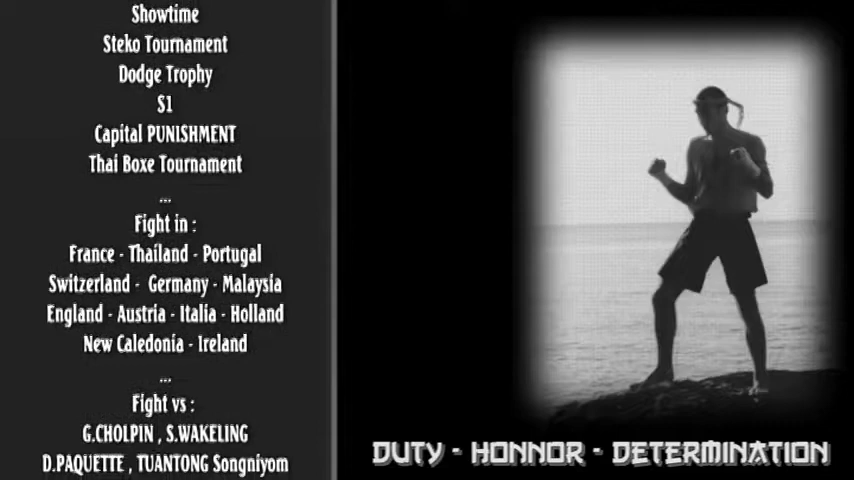 Showtime
Steko Tournament
Dodge Trophy
S1
Capital PUNISHMENT
Thai Boxe Tournament
...
Fight in :
France - Thaïland - Portugal
Switzerland - Germany - Malaysia
England - Austria - Italia - Holland
New Caledonia - Ireland
...
Fight vs :
G.CHOLPIN , S.WAKELING
D.PAQUETTE , TUANTONG Songniyom
DUTY - HONNOR - DETERMINATION